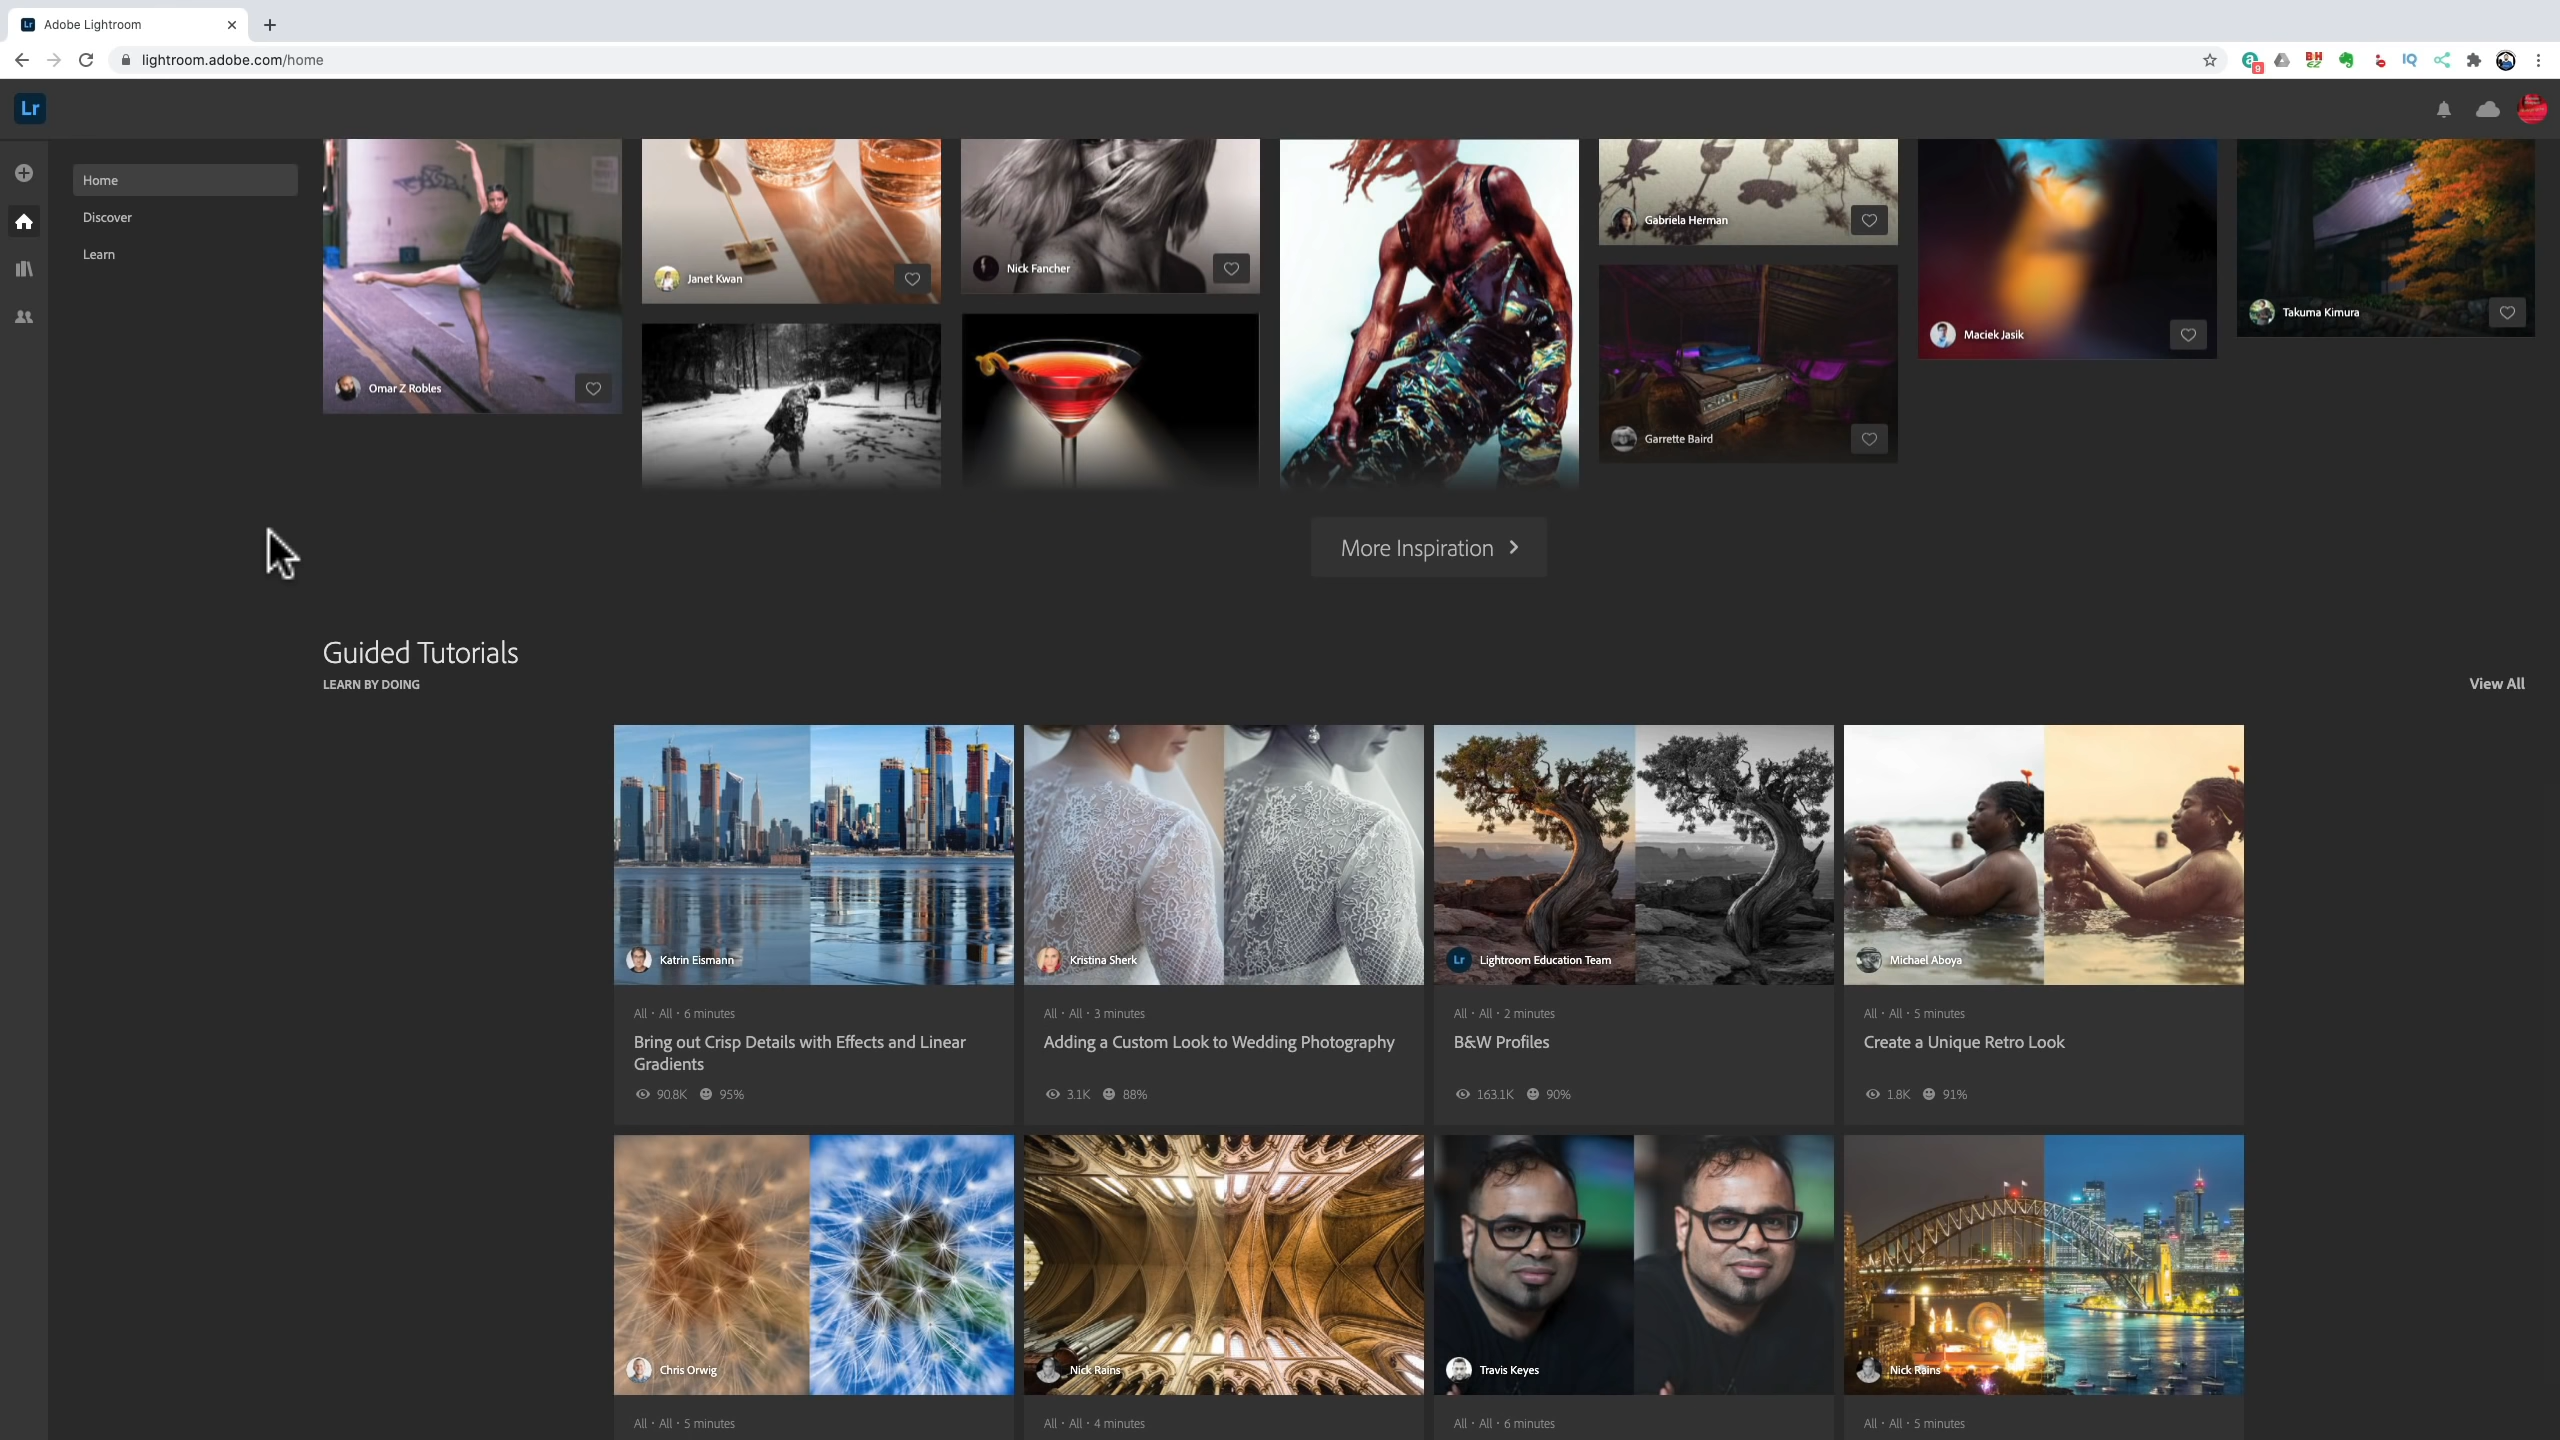 Lr Adobe Lightroom
lightroom.adobe.com/home
9
BH
EZ
IQ
Lr
Home
Discover
Learn
Omar Z Robles
Janet Kwan
Nick Fancher
Gabriela Herman
Garrette Baird
Maciek Jasik
Takuma Kimura
More Inspiration
Guided Tutorials
LEARN BY DOING
View All
Katrin Eismann
All · All · 6 minutes
Bring out Crisp Details with Effects and Linear
Gradients
90.8K 95%
Kristina Sherk
All · All · 3 minutes
Adding a Custom Look to Wedding Photography
3.1K 88%
Lr Lightroom Education Team
All · All · 2 minutes
B&W Profiles
163.1K 90%
Michael Aboya
All · All · 5 minutes
Create a Unique Retro Look
1.8K 91%
Chris Orwig
All · All · 5 minutes
Nick Rains
All · All · 4 minutes
Travis Keyes
All · All · 6 minutes
Nick Rains
All · All · 5 minutes